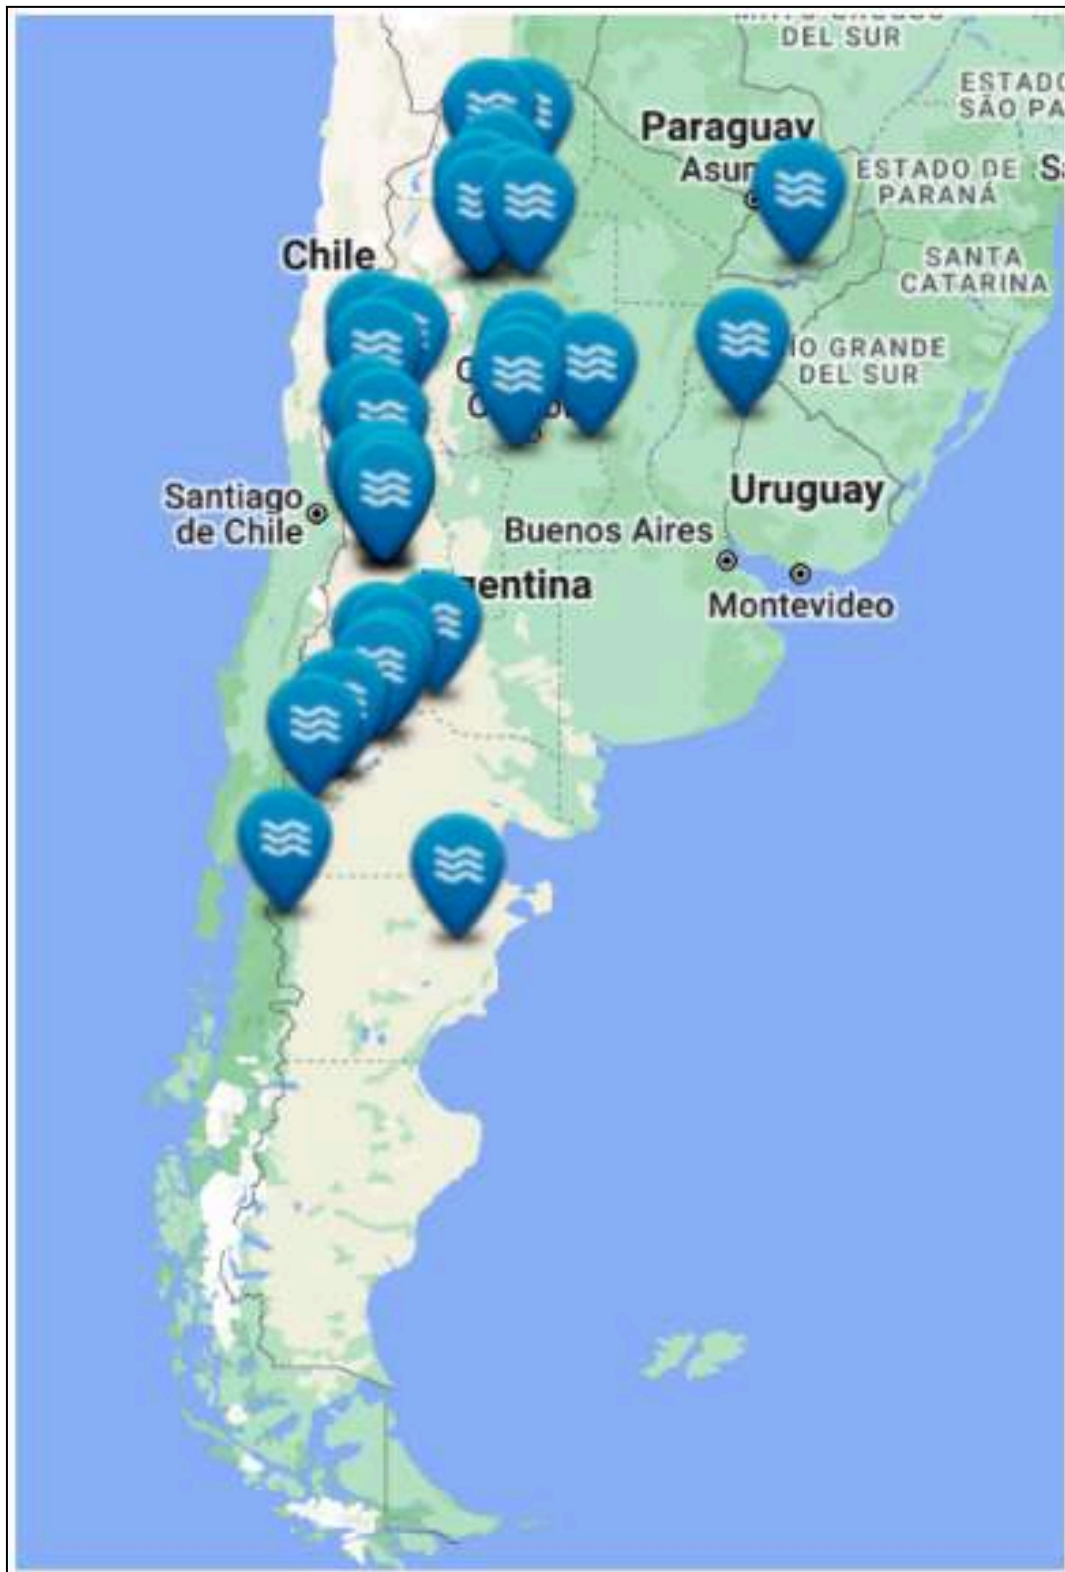 DEL SUR
ESTADO
SÃO PA
Paraguay
Asun
ESTADO DE
PARANÁ
S
Chile
SANTA
CATARINA
IO GRANDE
DEL SUR
C
C
Santiago
de Chile
Uruguay
Buenos Aires
gentina
Montevideo